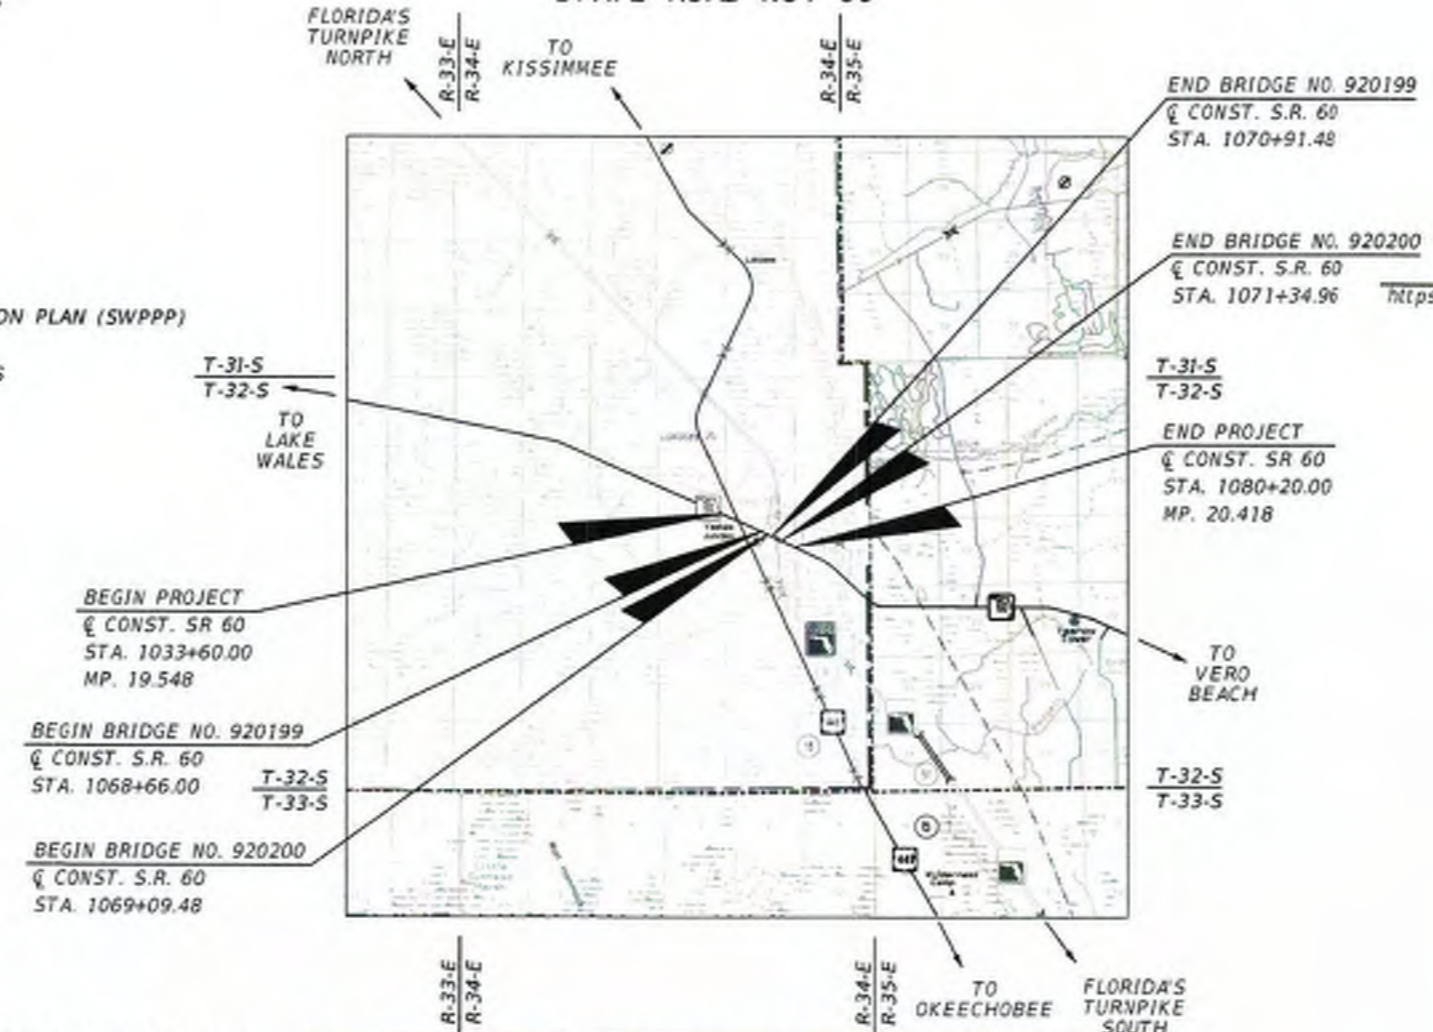 FLORIDA'S
TURNPIKE
NORTH
R-33-E
R-34-E
TO
KISSIMMEE
R-34-E
R-35-E
END BRIDGE NO. 920199
℄ CONST. S.R. 60
STA. 1070+91.48
END BRIDGE NO. 920200
℄ CONST. S.R. 60
STA. 1071+34.96
https
ON PLAN (SWPPP)
S
T-31-S
T-32-S
TO
LAKE
WALES
T-31-S
T-32-S
END PROJECT
℄ CONST. SR 60
STA. 1080+20.00
MP. 20.418
BEGIN PROJECT
℄ CONST. SR 60
STA. 1033+60.00
MP. 19.548
TO
VERO
BEACH
BEGIN BRIDGE NO. 920199
℄ CONST. S.R. 60
STA. 1068+66.00
T-32-S
T-33-S
T-32-S
T-33-S
BEGIN BRIDGE NO. 920200
℄ CONST. S.R. 60
STA. 1069+09.48
R-33-E
R-34-E
R-34-E
R-35-E
TO
OKEECHOBEE
FLORIDA'S
TURNPIKE
SOUTH